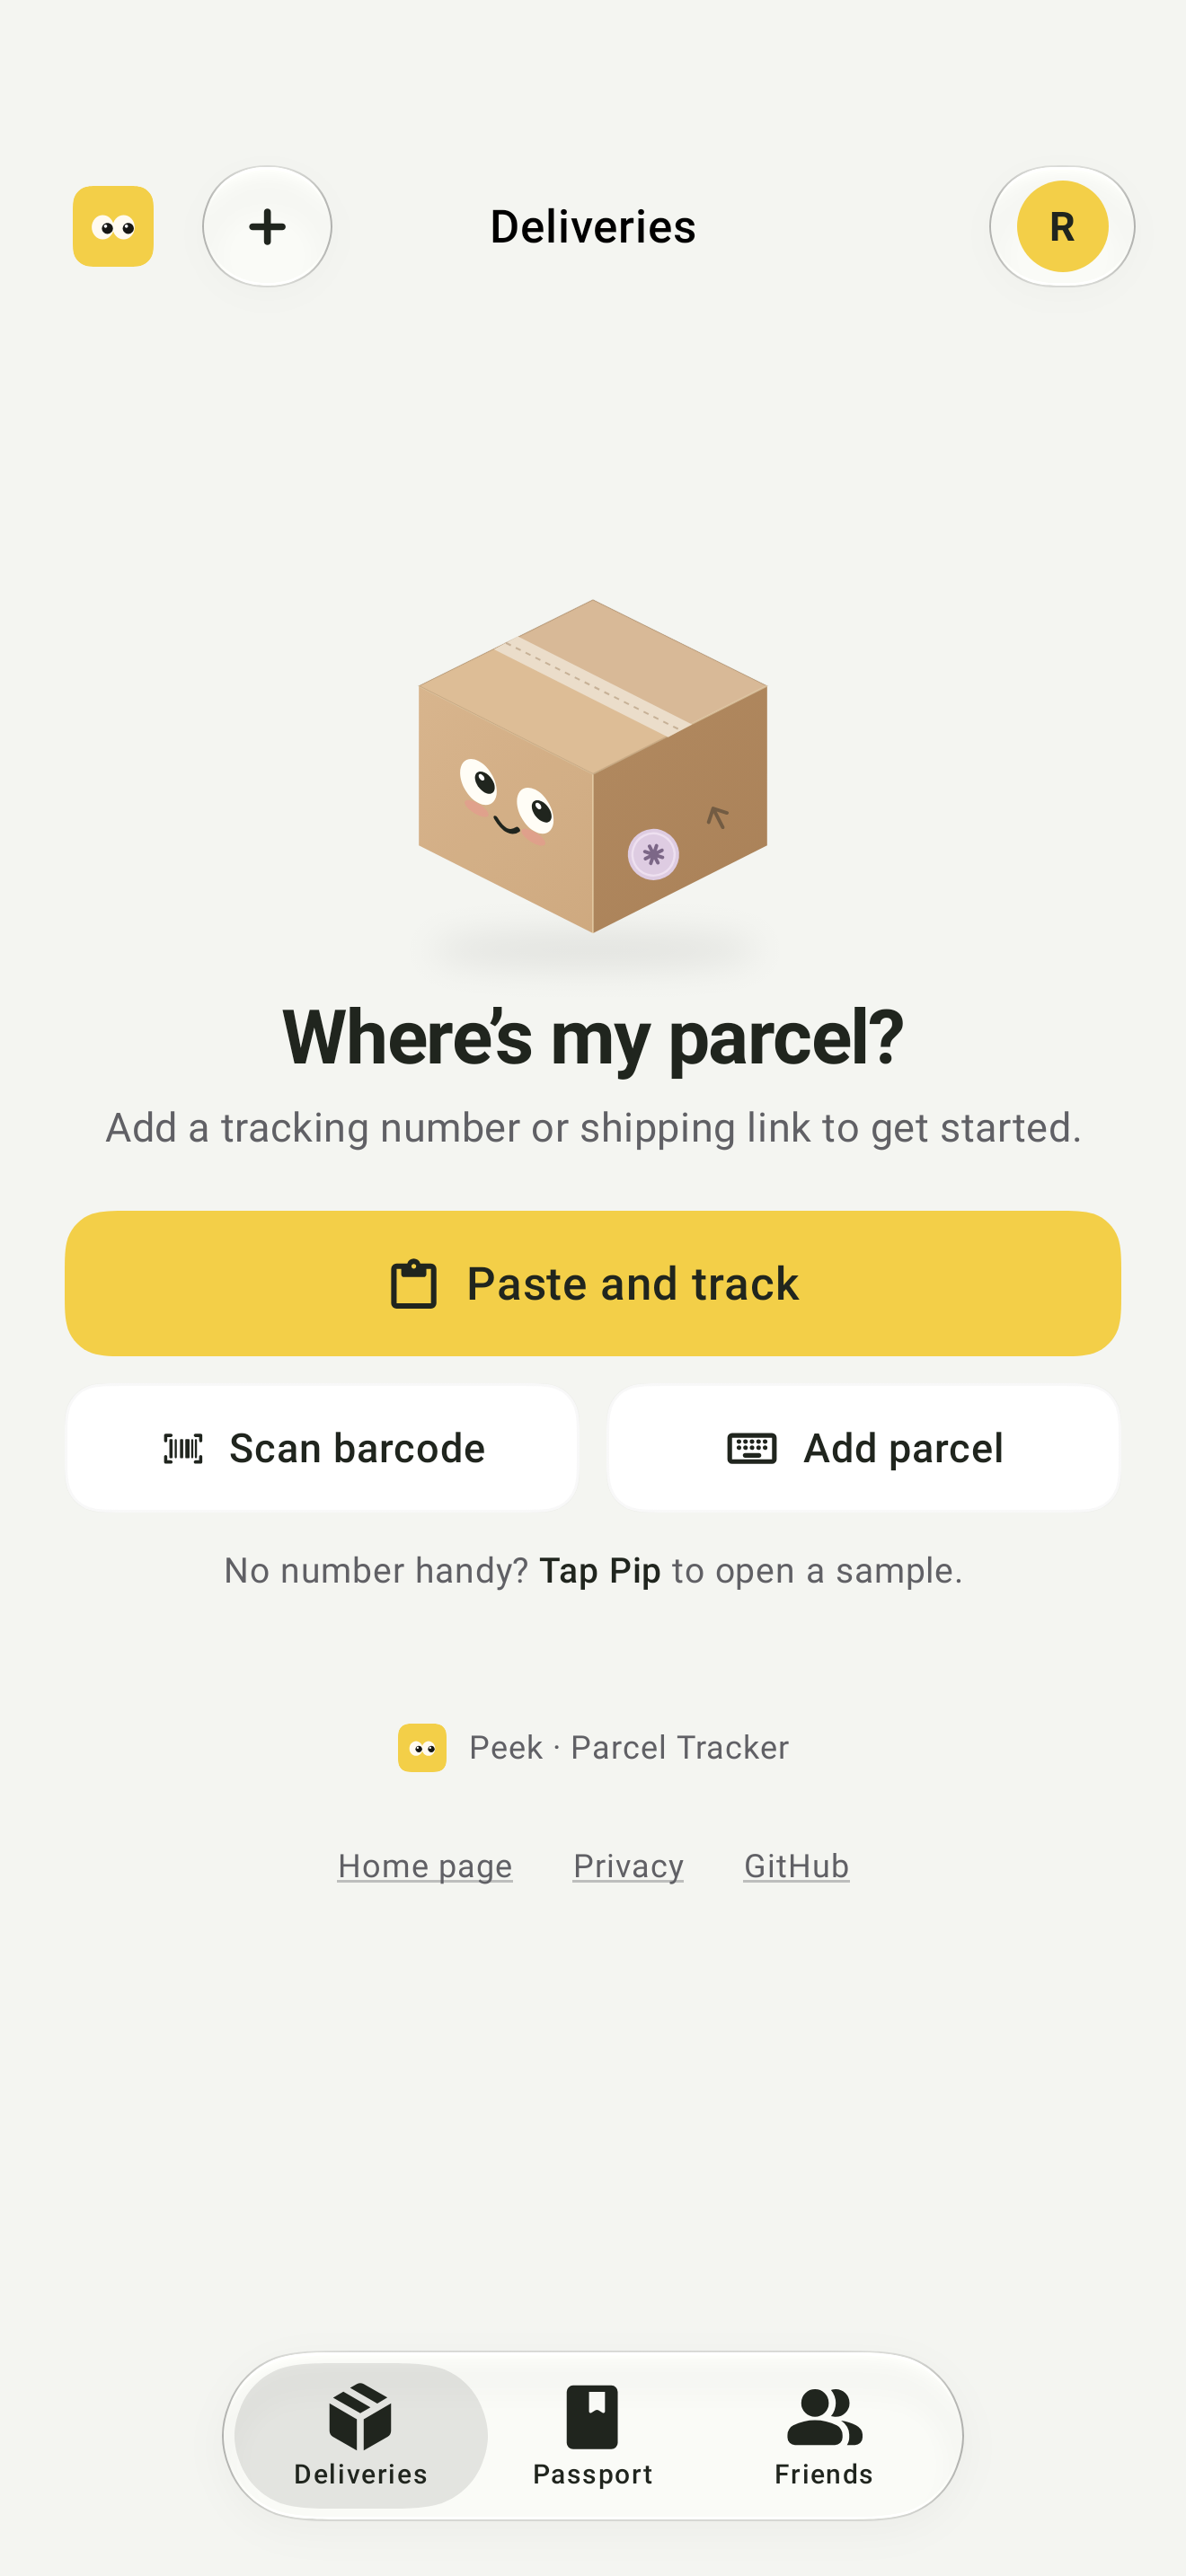 Deliveries
R
Where’s my parcel?
Add a tracking number or shipping link to get started.
Paste and track
Scan barcode
Add parcel
No number handy? Tap Pip to open a sample.
Peek · Parcel Tracker
Home page
Privacy
GitHub
Deliveries
Passport
Friends